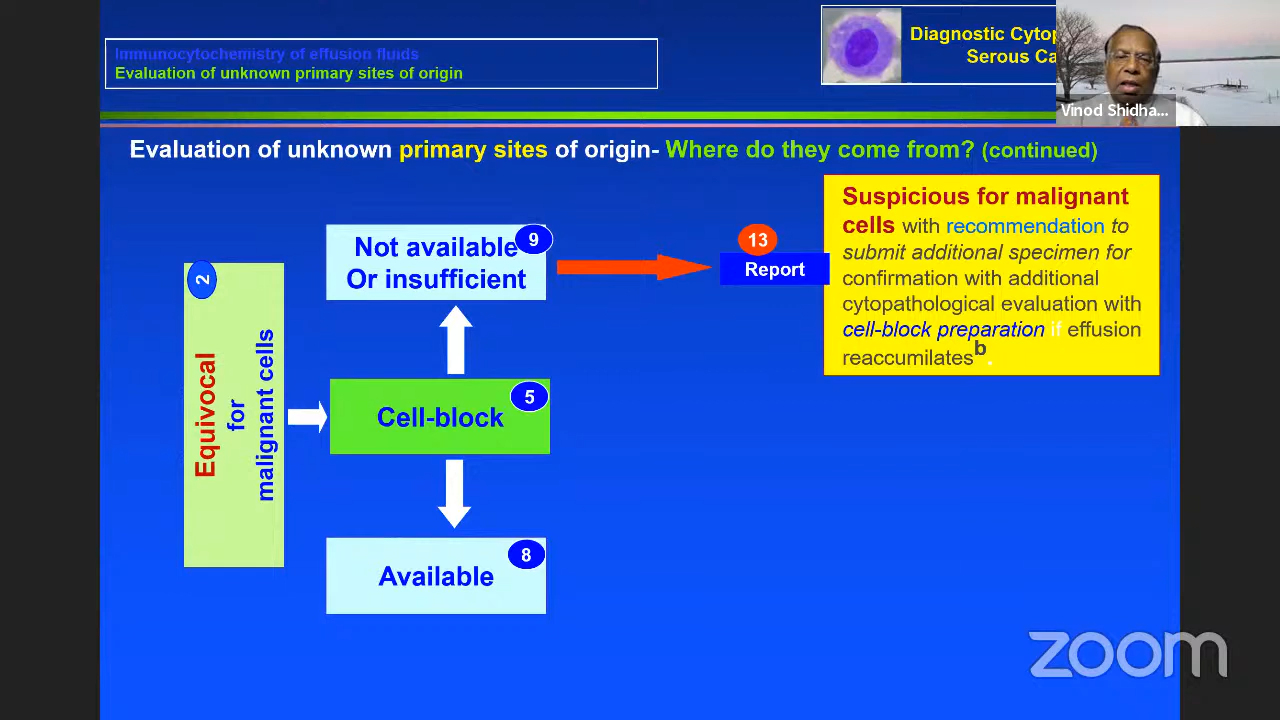 Immunocytochemistry of effusion fluids
Evaluation of unknown primary sites of origin
Diagnostic Cytop
Serous Ca
Vinod Shidha...
Evaluation of unknown primary sites of origin- Where do they come from? (continued)
Suspicious for malignant
cells with recommendation to
submit additional specimen for
confirmation with additional
cytopathological evaluation with
cell-block preparation if effusion
reaccumilates b.
Not available
Or insufficient
9
13
Report
2
Equivocal
for
malignant cells
Cell-block
5
Available
8
zoom